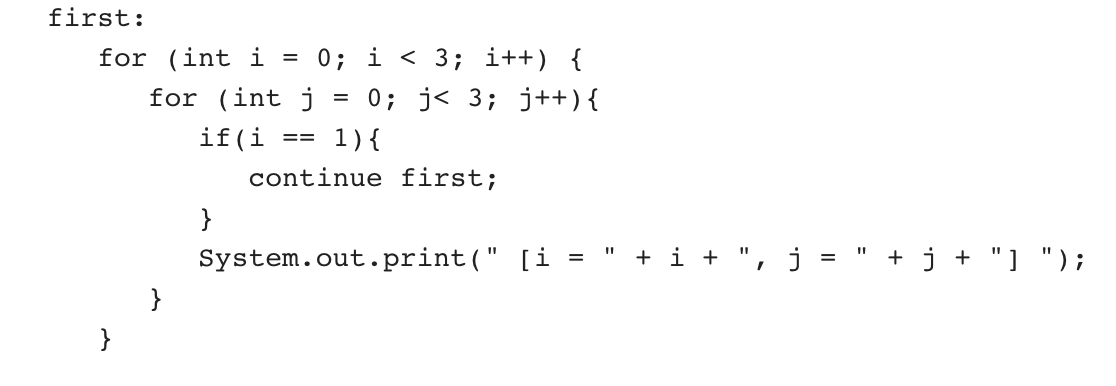 first:
for (int i = 0; i < 3; i++) {
for (int j = 0; j< 3; j++){
if(i == 1){
continue first;
}
System.out.print(" [i = " + i + ", j = " + j + "] ");
}
}